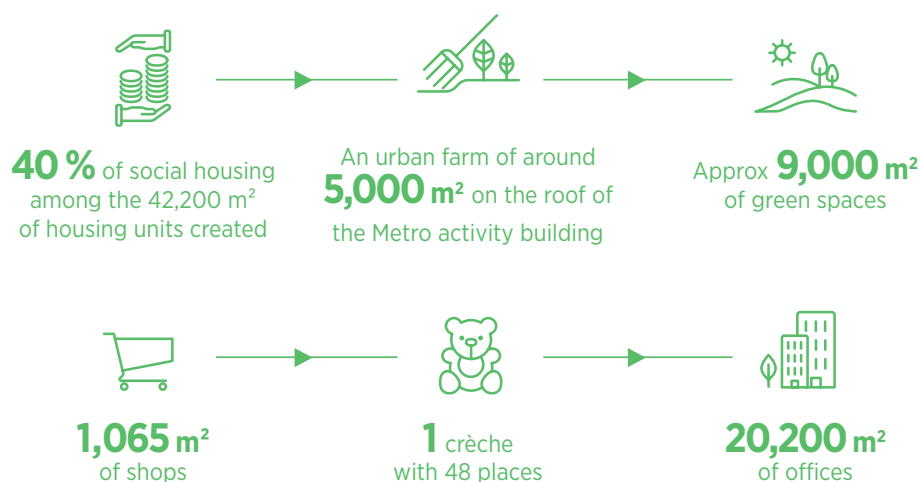 40 % of social housing
among the 42,200 m²
of housing units created
An urban farm of around
5,000 m² on the roof of
the Metro activity building
Approx 9,000 m²
of green spaces
1,065 m²
of shops
1 crèche
with 48 places
20,200 m²
of offices